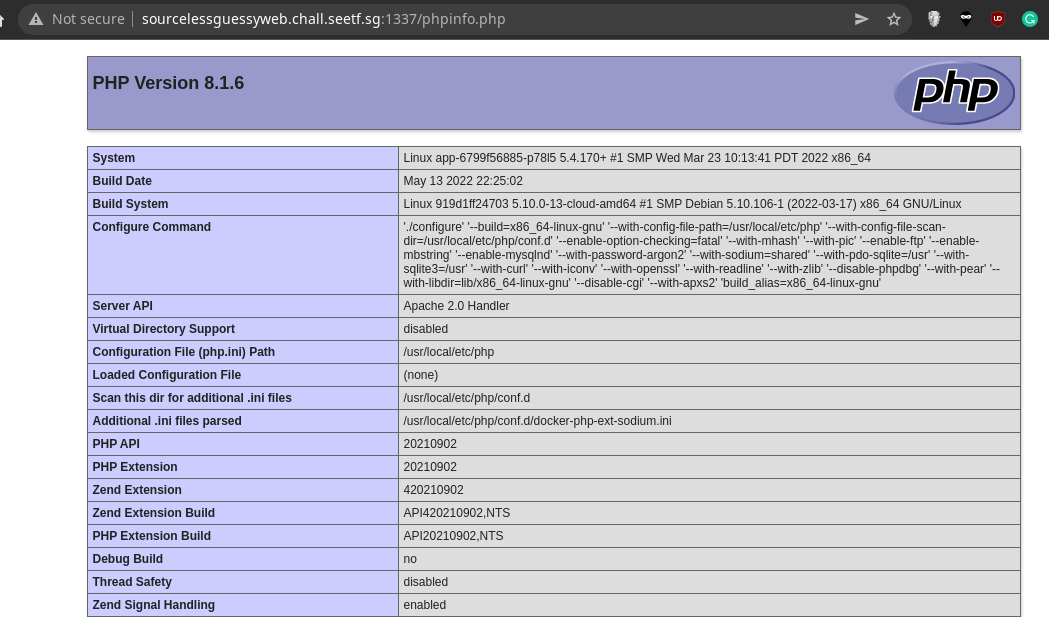 Not secure sourcelessguessyweb.chall.seetf.sg:1337/phpinfo.php
PHP Version 8.1.6
php
System Linux app-6799f56885-p78l5 5.4.170+ #1 SMP Wed Mar 23 10:13:41 PDT 2022 x86_64
Build Date May 13 2022 22:25:02
Build System Linux 919d1ff24703 5.10.0-13-cloud-amd64 #1 SMP Debian 5.10.106-1 (2022-03-17) x86_64 GNU/Linux
Configure Command './configure' '--build=x86_64-linux-gnu' '--with-config-file-path=/usr/local/etc/php' '--with-config-file-scan-
dir=/usr/local/etc/php/conf.d' '--enable-option-checking=fatal' '--with-mhash' '--with-pic' '--enable-ftp' '--enable-
mbstring' '--enable-mysqlnd' '--with-password-argon2' '--with-sodium=shared' '--with-pdo-sqlite=/usr' '--with-
sqlite3=/usr' '--with-curl' '--with-iconv' '--with-openssl' '--with-readline' '--with-zlib' '--disable-phpdbg' '--with-pear' '--
with-libdir=lib/x86_64-linux-gnu' '--disable-cgi' '--with-apxs2' 'build_alias=x86_64-linux-gnu'
Server API Apache 2.0 Handler
Virtual Directory Support disabled
Configuration File (php.ini) Path /usr/local/etc/php
Loaded Configuration File (none)
Scan this dir for additional .ini files /usr/local/etc/php/conf.d
Additional .ini files parsed /usr/local/etc/php/conf.d/docker-php-ext-sodium.ini
PHP API 20210902
PHP Extension 20210902
Zend Extension 420210902
Zend Extension Build API420210902,NTS
PHP Extension Build API20210902,NTS
Debug Build no
Thread Safety disabled
Zend Signal Handling enabled